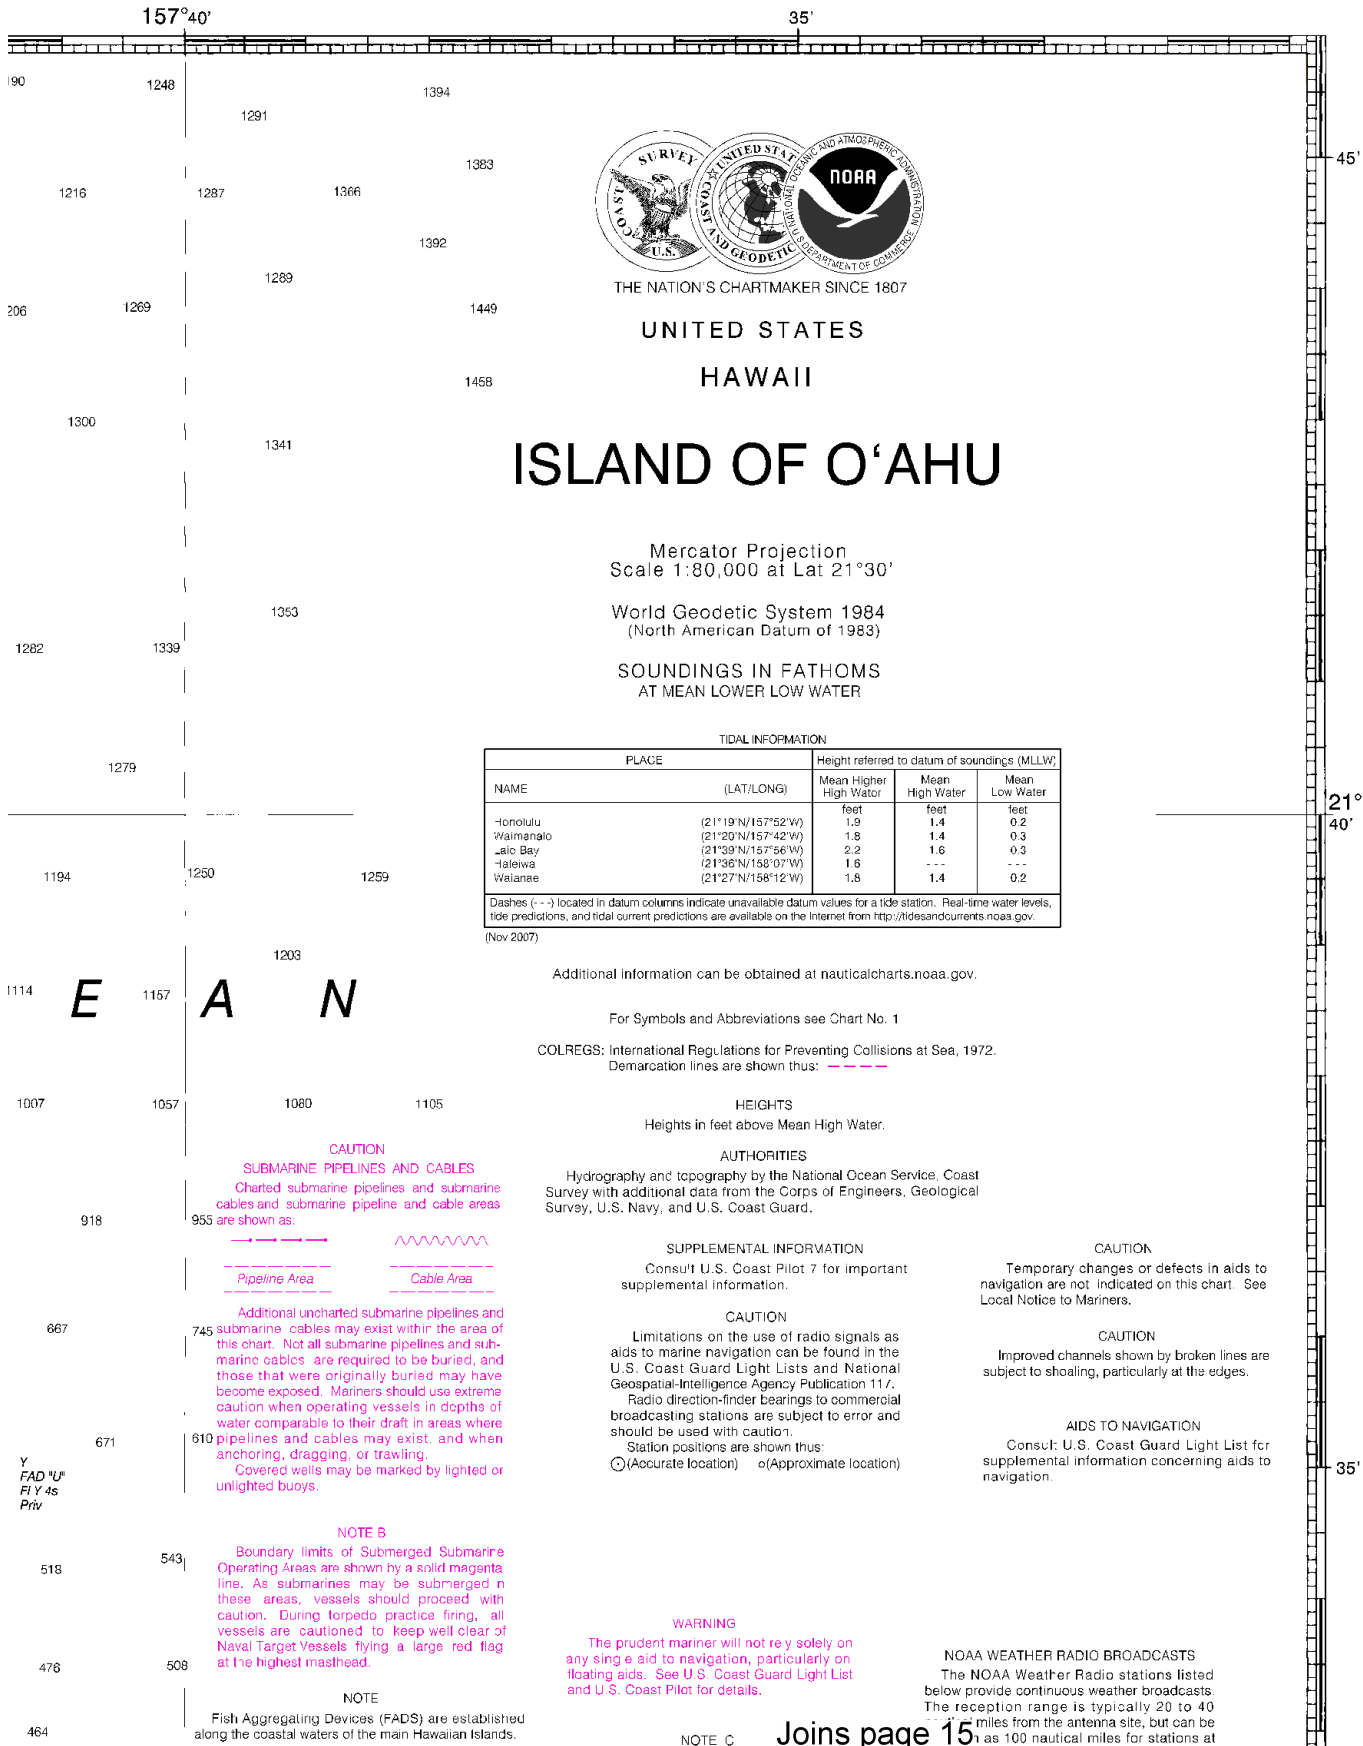 157°40'
35'
190
1248
1394
1291
1383
1216
1287
1366
1392
1289
206
1269
1449
1458
1300
1341
1353
1282
1339
1279
1194
1250
1259
1203
1114
E A N
1157
1007
1057
1080
1105
918
955
667
745
671
610
Y
FAD "U"
Fl Y 4s
Priv
518
543
476
508
464
45'
21°
40'
35'
COAST SURVEY U.S.
UNITED STAT
COAST AND GEODETIC
NATIONAL OCEANIC AND ATMOSPHERIC ADMINISTRATION
U.S. DEPARTMENT OF COMMERCE
NOAA
THE NATION'S CHARTMAKER SINCE 1807
UNITED STATES
HAWAII
ISLAND OF O‘AHU
Mercator Projection
Scale 1:80,000 at Lat 21°30'
World Geodetic System 1984
(North American Datum of 1983)
SOUNDINGS IN FATHOMS
AT MEAN LOWER LOW WATER
TIDAL INFORMATION
PLACE Height referred to datum of soundings (MLLW)
NAME (LAT/LONG) Mean Higher High Water Mean High Water Mean Low Water
feet feet feet
Honolulu (21°19'N/157°52'W) 1.9 1.4 0.2
Waimanalo (21°20'N/157°42'W) 1.8 1.4 0.3
Laie Bay (21°39'N/157°56'W) 2.2 1.6 0.3
Haleiwa (21°36'N/158°07'W) 1.6 - - - - - -
Waianae (21°27'N/158°12'W) 1.8 1.4 0.2
Dashes (- - -) located in datum columns indicate unavailable datum values for a tide station. Real-time water levels,
tide predictions, and tidal current predictions are available on the Internet from http://tidesandcurrents.noaa.gov.
(Nov 2007)
Additional information can be obtained at nauticalcharts.noaa.gov.
For Symbols and Abbreviations see Chart No. 1
COLREGS: International Regulations for Preventing Collisions at Sea, 1972.
Demarcation lines are shown thus:
HEIGHTS
Heights in feet above Mean High Water.
AUTHORITIES
Hydrography and topography by the National Ocean Service, Coast
Survey with additional data from the Corps of Engineers, Geological
Survey, U.S. Navy, and U.S. Coast Guard.
CAUTION
SUBMARINE PIPELINES AND CABLES
Charted submarine pipelines and submarine
cables and submarine pipeline and cable areas
are shown as:
Pipeline Area Cable Area
Additional uncharted submarine pipelines and
submarine cables may exist within the area of
this chart. Not all submarine pipelines and sub-
marine cables are required to be buried, and
those that were originally buried may have
become exposed. Mariners should use extreme
caution when operating vessels in depths of
water comparable to their draft in areas where
pipelines and cables may exist, and when
anchoring, dragging, or trawling.
Covered wells may be marked by lighted or
unlighted buoys.
NOTE B
Boundary limits of Submerged Submarine
Operating Areas are shown by a solid magenta
line. As submarines may be submerged n
these areas, vessels should proceed with
caution. During torpedo practice firing, all
vessels are cautioned to keep well clear of
Naval Target Vessels flying a large red flag
at the highest masthead.
NOTE
Fish Aggregating Devices (FADS) are established
along the coastal waters of the main Hawaiian Islands.
SUPPLEMENTAL INFORMATION
Consult U.S. Coast Pilot 7 for important
supplemental information.
CAUTION
Limitations on the use of radio signals as
aids to marine navigation can be found in the
U.S. Coast Guard Light Lists and National
Geospatial-Intelligence Agency Publication 117.
Radio direction-finder bearings to commercial
broadcasting stations are subject to error and
should be used with caution.
Station positions are shown thus:
(Accurate location) o(Approximate location)
WARNING
The prudent mariner will not rely solely on
any single aid to navigation, particularly on
floating aids. See U.S. Coast Guard Light List
and U.S. Coast Pilot for details.
NOTE C
CAUTION
Temporary changes or defects in aids to
navigation are not indicated on this chart. See
Local Notice to Mariners.
CAUTION
Improved channels shown by broken lines are
subject to shoaling, particularly at the edges.
AIDS TO NAVIGATION
Consult U.S. Coast Guard Light List for
supplemental information concerning aids to
navigation.
NOAA WEATHER RADIO BROADCASTS
The NOAA Weather Radio stations listed
below provide continuous weather broadcasts.
The reception range is typically 20 to 40
miles from the antenna site, but can be
as 100 nautical miles for stations at
Joins page 15